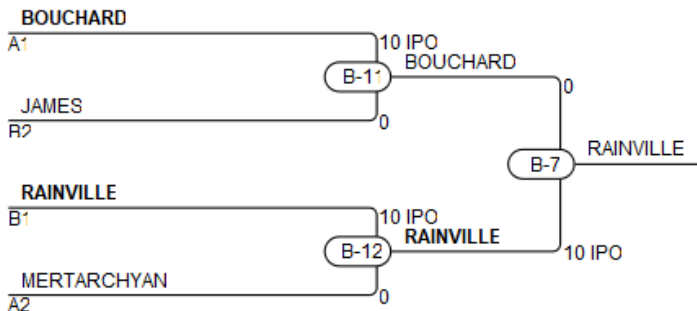 BOUCHARD
A1
10 IPO
BOUCHARD
B-11
0
JAMES
B2
0
B-7
RAINVILLE
RAINVILLE
B1
10 IPO
RAINVILLE
B-12
10 IPO
MERTARCHYAN
A2
0